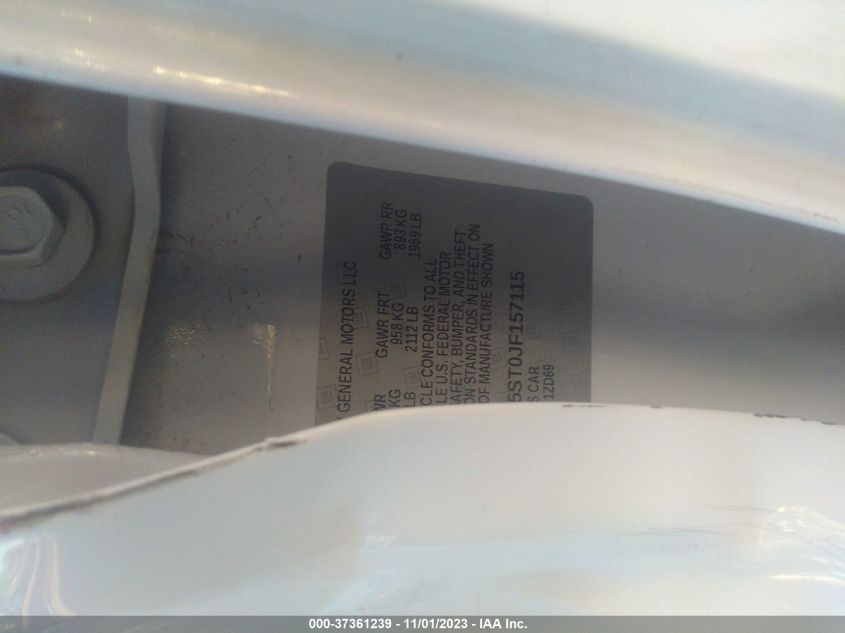 GENERAL MOTORS LLC
WR GAWR FRT GAWR RR
KG 958 KG 893 KG
LB 2112 LB 1969 LB
CLE CONFORMS TO ALL
LE U.S. FEDERAL MOTOR
SAFETY, BUMPER, AND THEFT
ON STANDARDS IN EFFECT ON
OF MANUFACTURE SHOWN
5ST0JF157115
S CAR
1ZD69
000-37361239 - 11/01/2023 - IAA Inc.